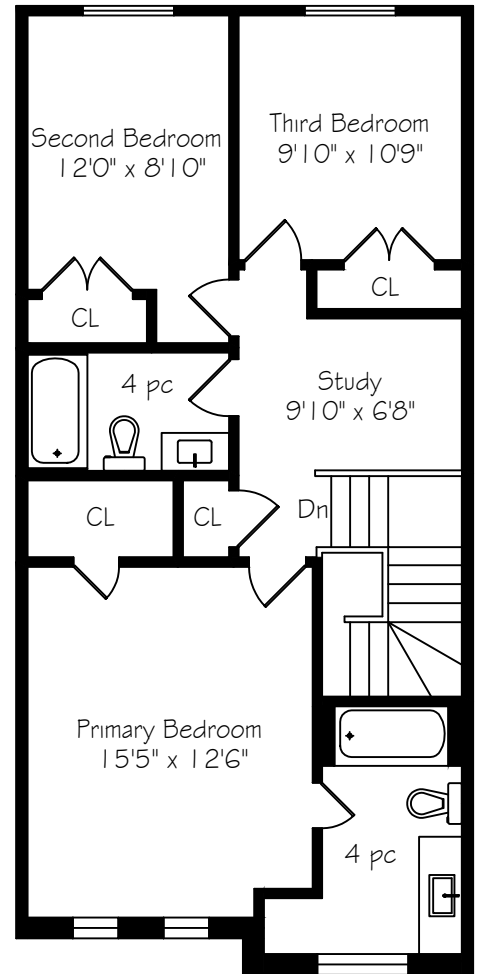 Second Bedroom
12'0" x 8'10"
Third Bedroom
9'10" x 10'9"
CL
CL
4 pc
Study
9'10" x 6'8"
CL
CL
Dn
Primary Bedroom
15'5" x 12'6"
4 pc